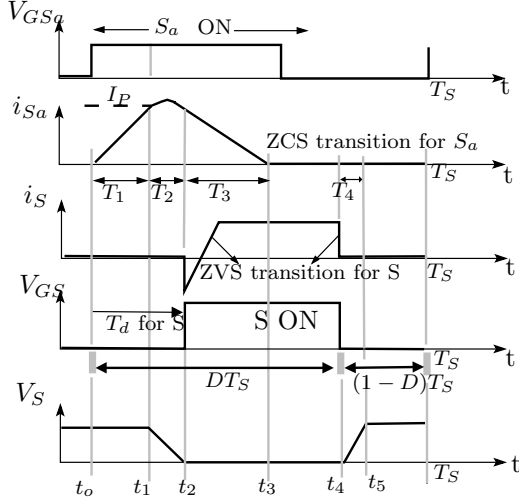 V_GSa
S_a ON
T_S
t
i_Sa
I_P
ZCS transition for S_a
T_S
t
T_1 T_2 T_3 T_4
i_S
ZVS transition for S
T_S
t
V_GS
T_d for S
S ON
T_S
t
DT_S (1 − D)T_S
V_S
T_S
t
t_o t_1 t_2 t_3 t_4 t_5